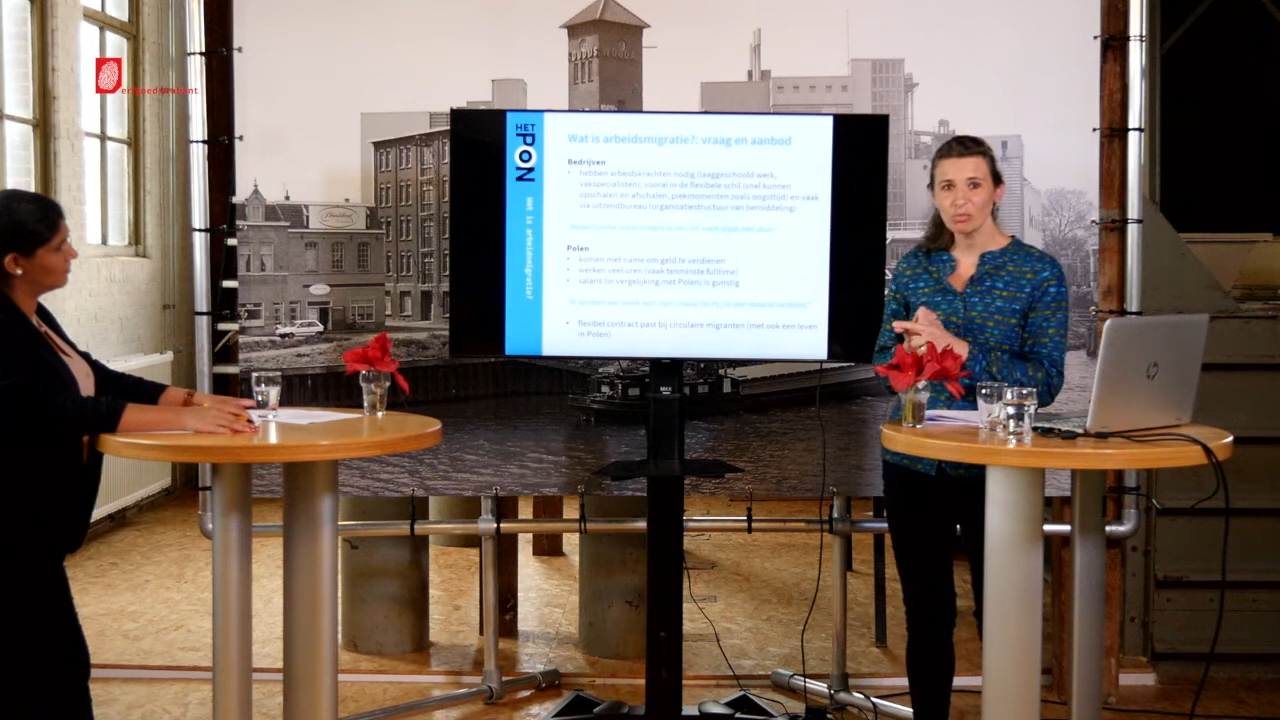 erfgoed brabant
KOUDIJS WOUDA
HET
PON
wat is arbeidsmigratie?
Wat is arbeidsmigratie?: vraag en aanbod
Bedrijven
• hebben arbeidskrachten nodig (laaggeschoold werk,
vakspecialisten), vooral in de flexibele schil (snel kunnen
opschalen en afschalen, piekmomenten zoals oogsttijd) en vaak
via uitzendbureau (organisatiestructuur van bemiddeling)
Polen
• komen met name om geld te verdienen
• werken veel uren (vaak tenminste fulltime)
• salaris (in vergelijking met Polen) is gunstig
• flexibel contract past bij circulaire migranten (met ook een leven
in Polen)
hp